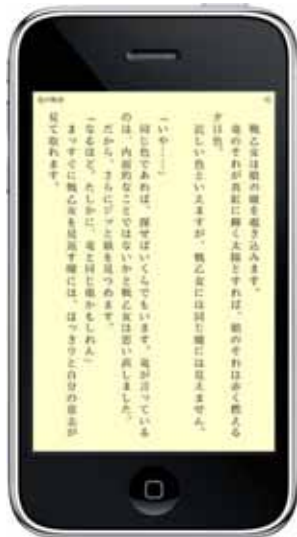 戦乙女は娘の瞳を覗き込みます。
竜のそれが真紅に輝く太陽とすれば、娘のそれは赤く燃える
夕日色。
近しい色といえますが、戦乙女には同じ瞳には見えません。
「いや……」
同じ色であれば、探せばいくらでもいます。竜が言っている
のは、内面的なことではないかと戦乙女は思い直しました。
だから、さらにジッと娘を見つめます。
「なるほど。たしかに、竜と同じ瞳かもしれん」
まっすぐに戦乙女を見返す瞳には、はっきりと自分の意志が
見て取れます。